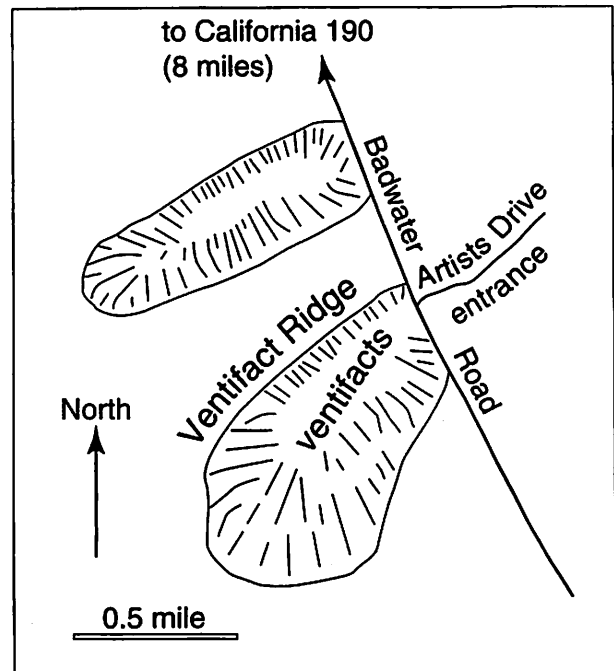 to California 190
(8 miles)
Badwater
Artists Drive
entrance
Ventifact Ridge
ventifacts
Road
North
0.5 mile